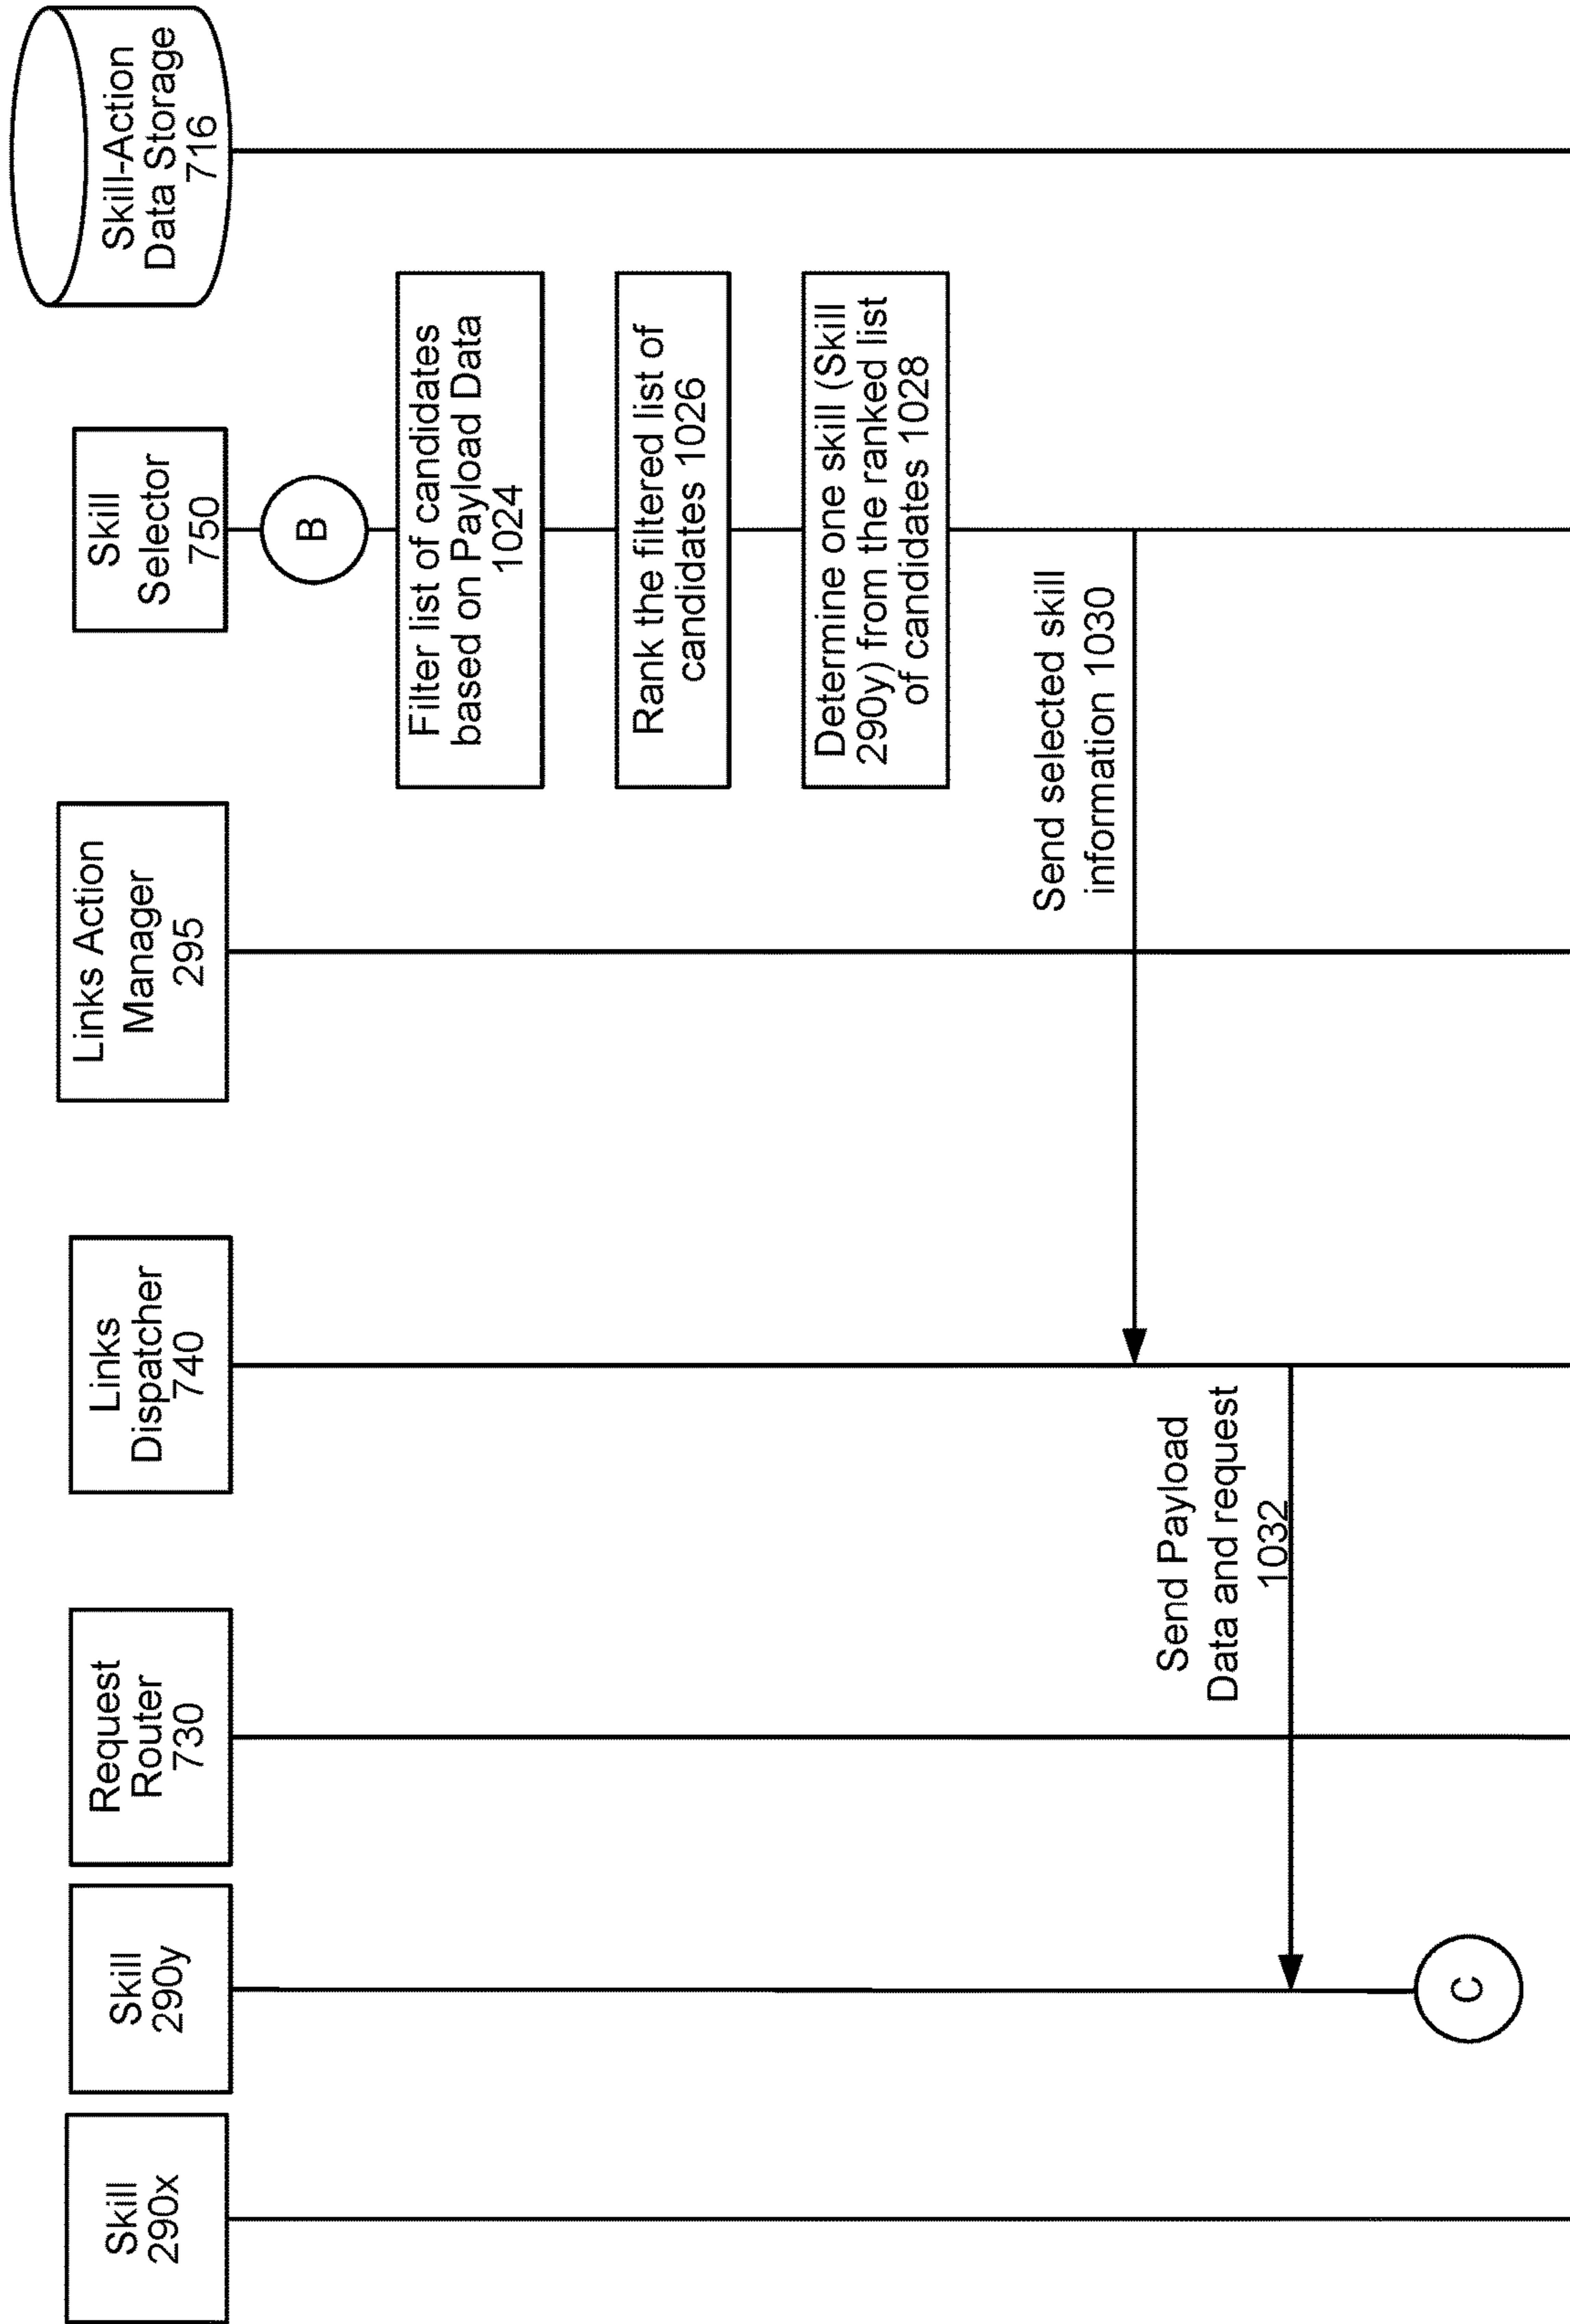 Skill
290x
Skill
290y
Request
Router
730
Links
Dispatcher
740
Links Action
Manager
295
Skill
Selector
750
Skill-Action
Data Storage
716
B
Filter list of candidates
based on Payload Data
1024
Rank the filtered list of
candidates 1026
Determine one skill (Skill
290y) from the ranked list
of candidates 1028
Send selected skill
information 1030
Send Payload
Data and request
1032
C